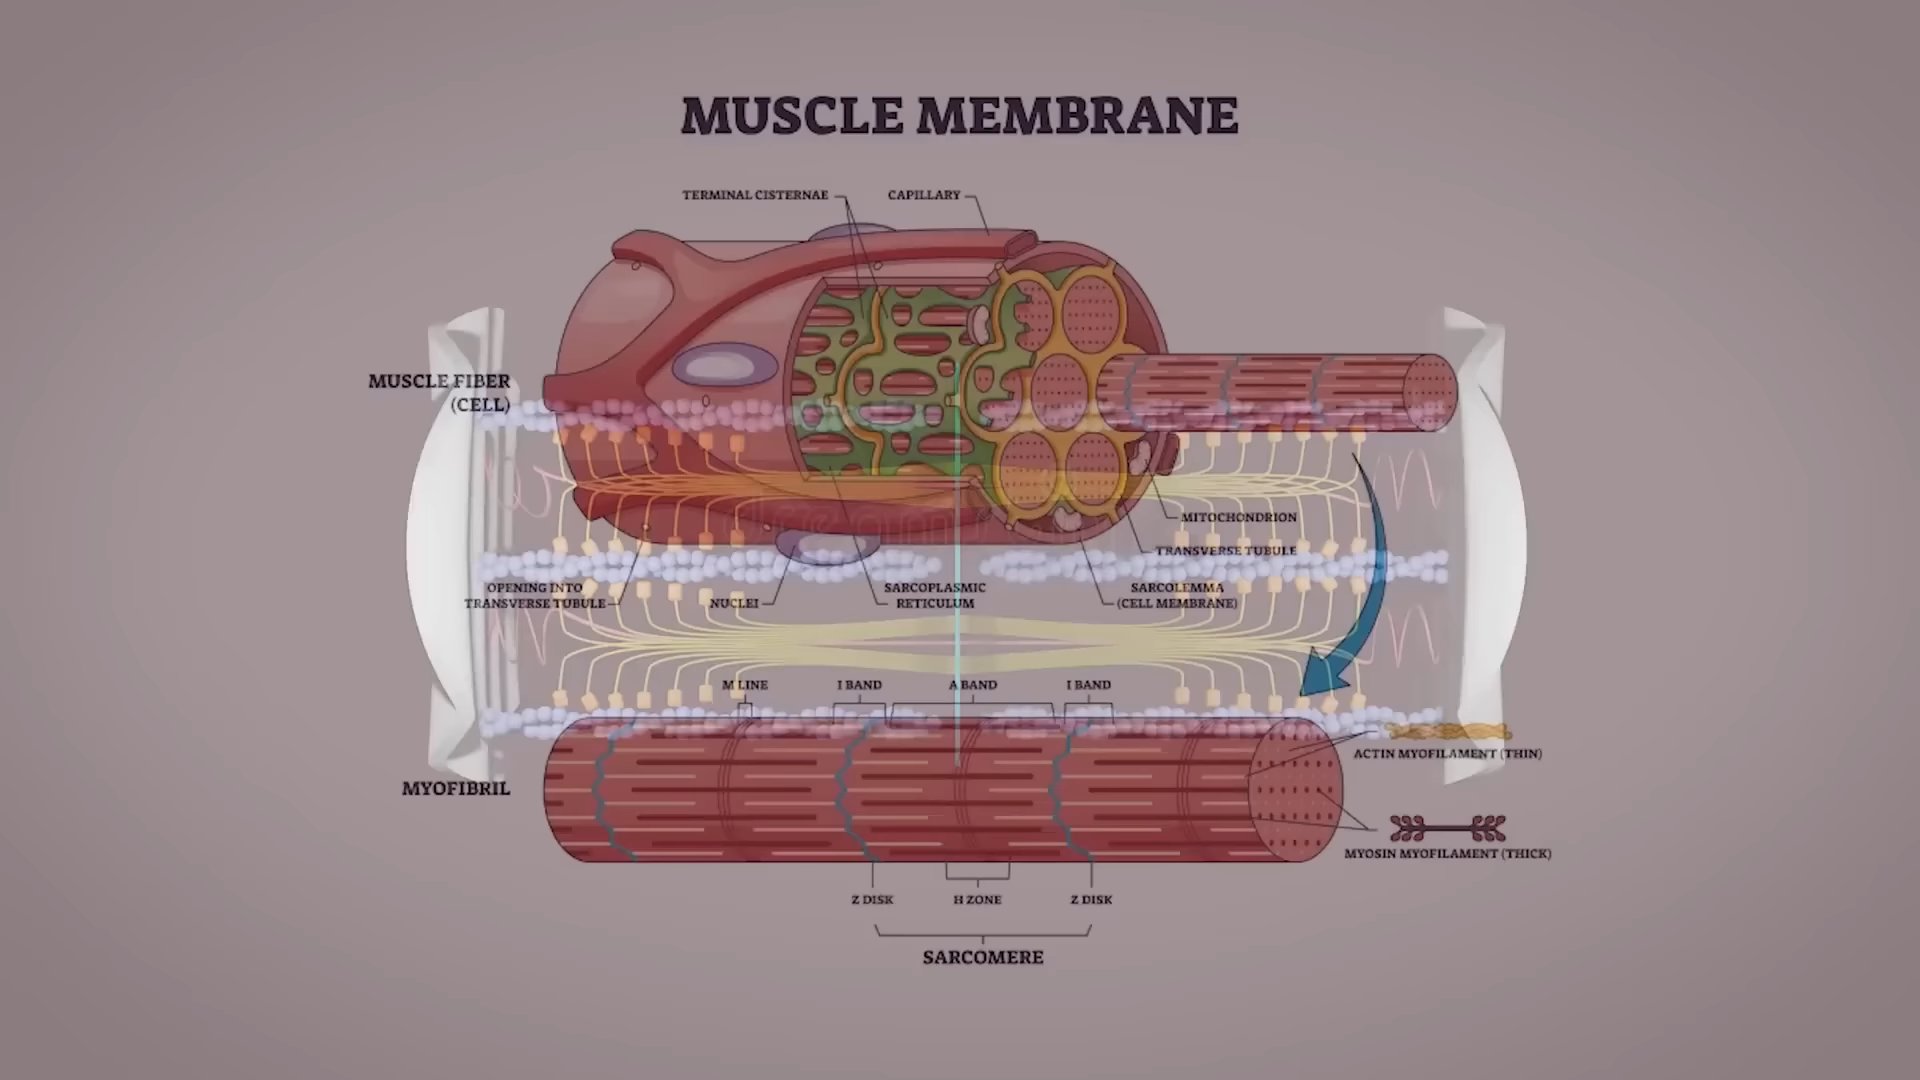 MUSCLE MEMBRANE
TERMINAL CISTERNAE
CAPILLARY
MUSCLE FIBER
(CELL)
MITOCHONDRION
TRANSVERSE TUBULE
OPENING INTO
TRANSVERSE TUBULE
NUCLEI
SARCOPLASMIC
RETICULUM
SARCOLEMMA
(CELL MEMBRANE)
M LINE
I BAND
A BAND
I BAND
ACTIN MYOFILAMENT (THIN)
MYOFIBRIL
MYOSIN MYOFILAMENT (THICK)
Z DISK
H ZONE
Z DISK
SARCOMERE